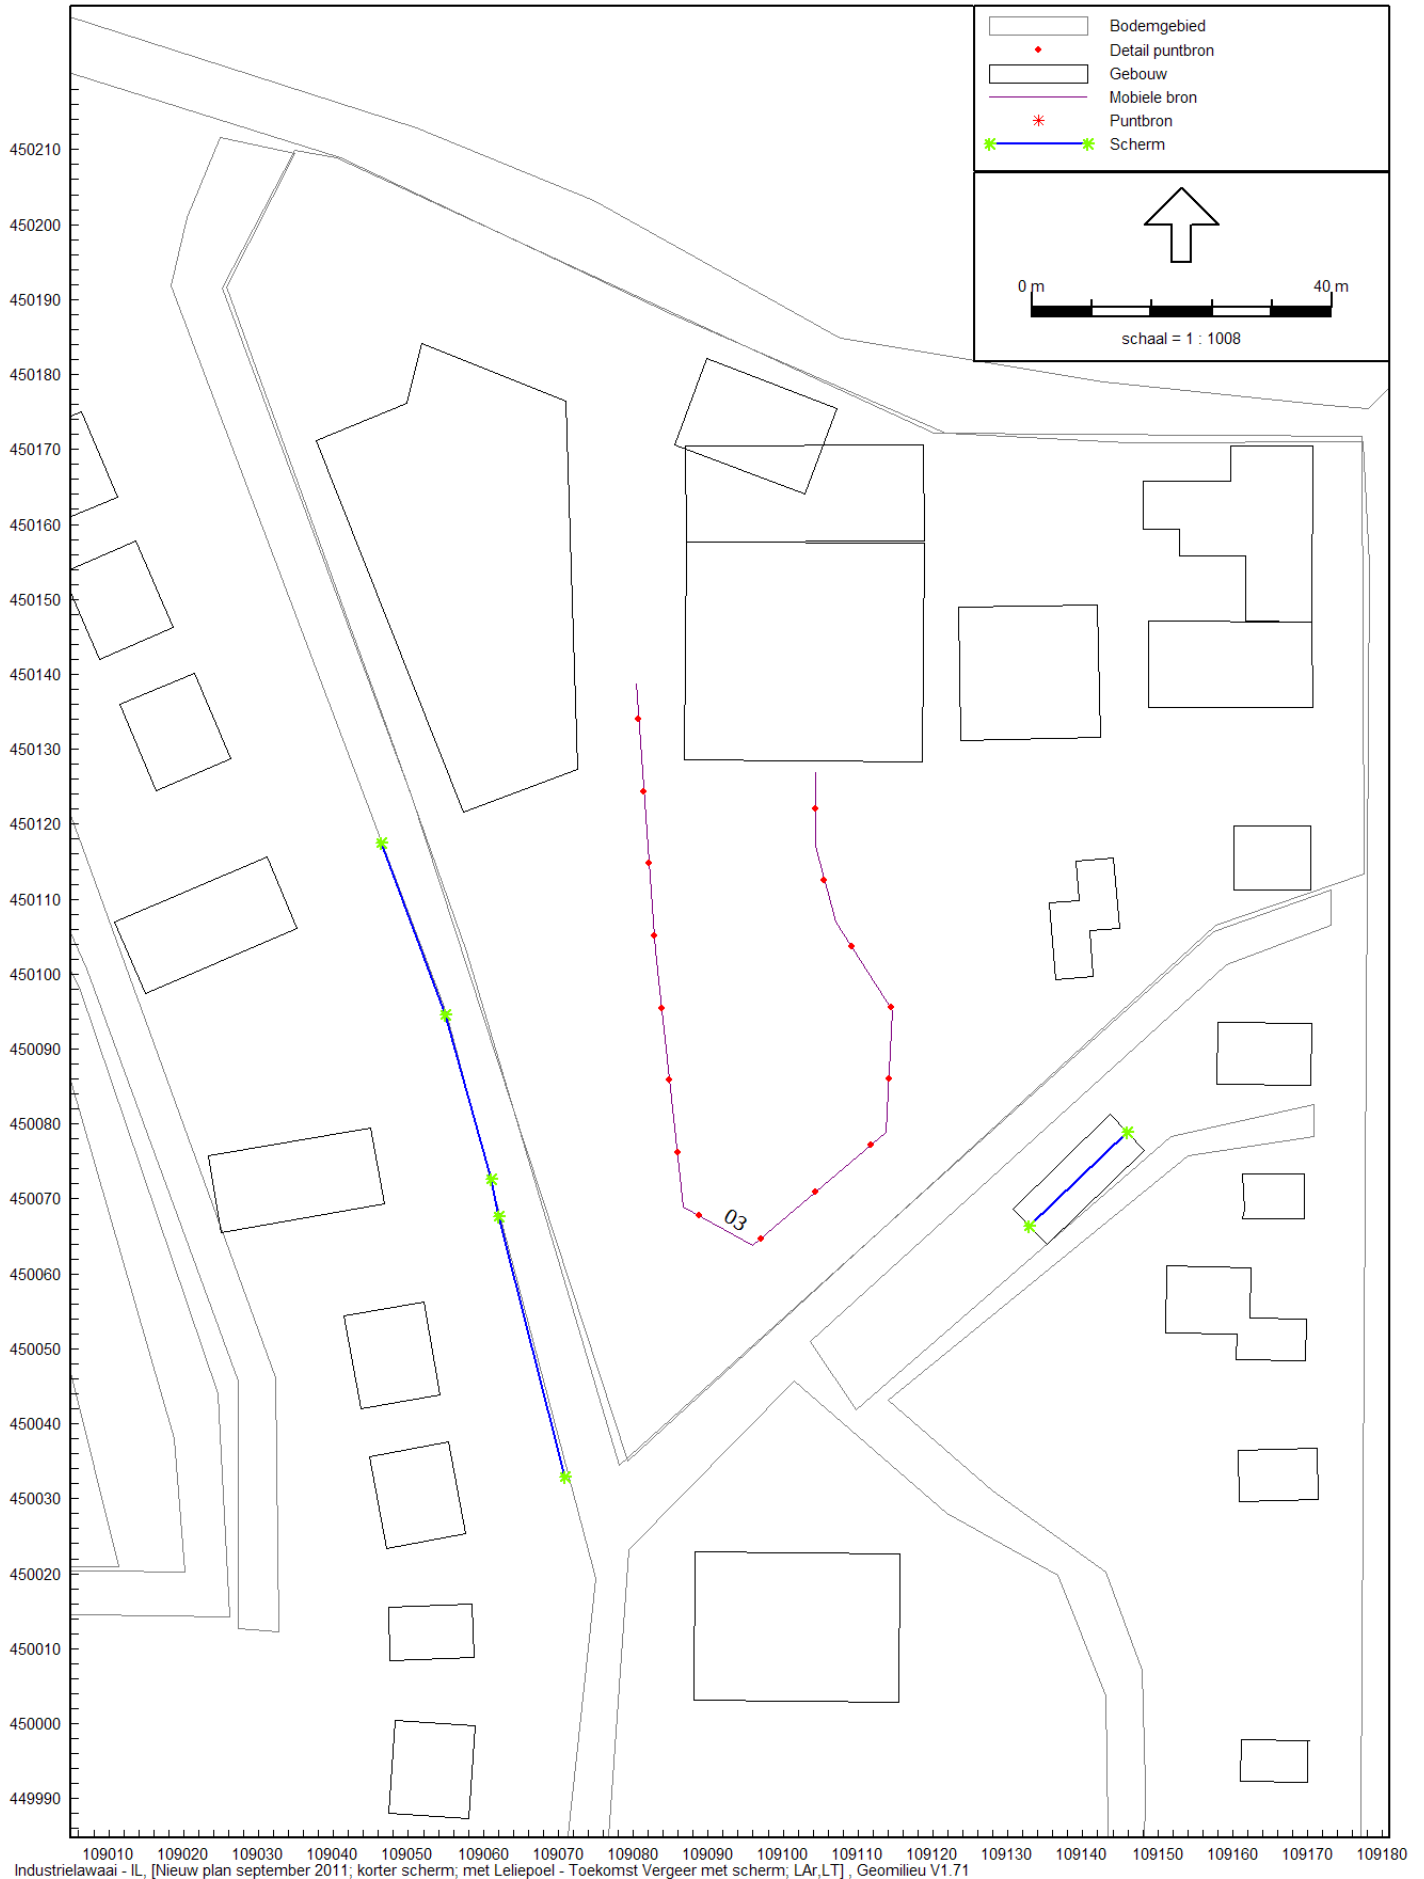 Bodemgebied
Detail puntbron
Gebouw
Mobiele bron
Puntbron
Scherm
0 m 40 m
schaal = 1 : 1008
450210
450200
450190
450180
450170
450160
450150
450140
450130
450120
450110
450100
450090
450080
450070
03
450060
450050
450040
450030
450020
450010
450000
449990
109010 109020 109030 109040 109050 109060 109070 109080 109090 109100 109110 109120 109130 109140 109150 109160 109170 109180
Industrielawaai - IL, [Nieuw plan september 2011; korter scherm; met Leliepoel - Toekomst Vergeer met scherm; LAr,LT] , Geomilieu V1.71